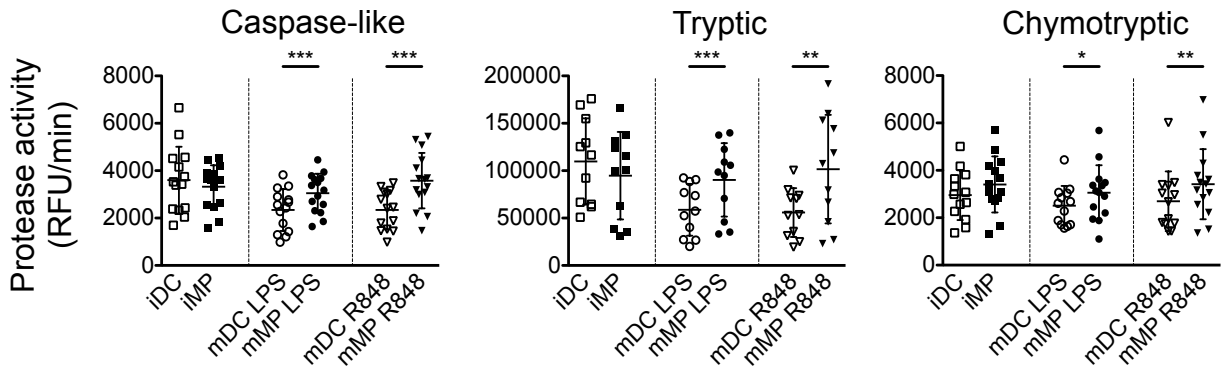 Caspase-like
Tryptic
Chymotryptic
Protease activity
(RFU/min)
8000
6000
4000
2000
0
*** ***
iDC
iMP
mDC LPS
mMP LPS
mDC R848
mMP R848
200000
150000
100000
50000
0
*** **
iDC
iMP
mDC LPS
mMP LPS
mDC R848
mMP R848
8000
6000
4000
2000
0
* **
iDC
iMP
mDC LPS
mMP LPS
mDC R848
mMP R848